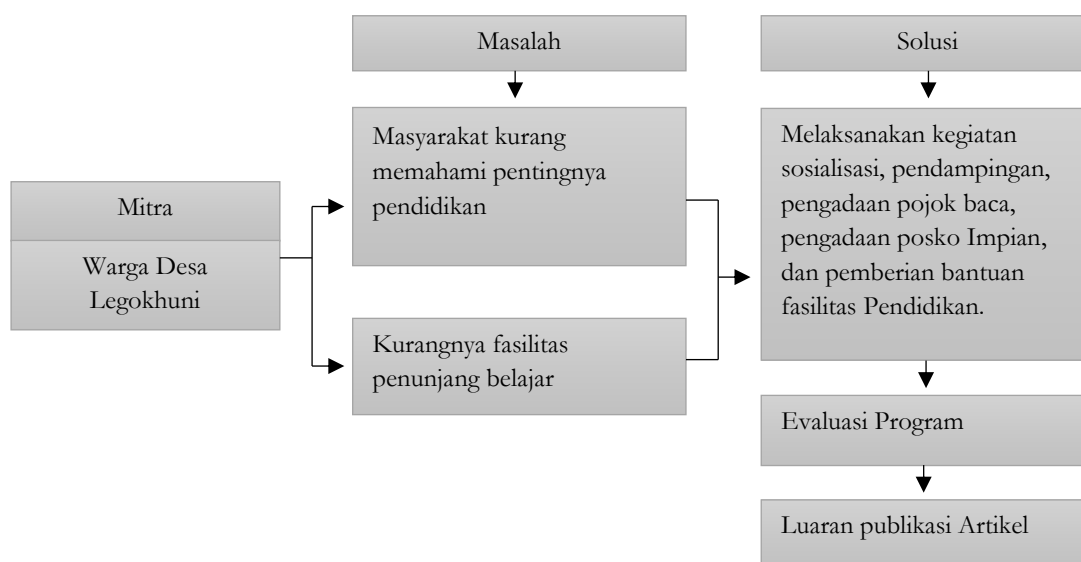 Mitra
Warga Desa
Legokhuni
Masalah
Masyarakat kurang
memahami pentingnya
pendidikan
Kurangnya fasilitas
penunjang belajar
Solusi
Melaksanakan kegiatan
sosialisasi, pendampingan,
pengadaan pojok baca,
pengadaan posko Impian,
dan pemberian bantuan
fasilitas Pendidikan.
Evaluasi Program
Luaran publikasi Artikel